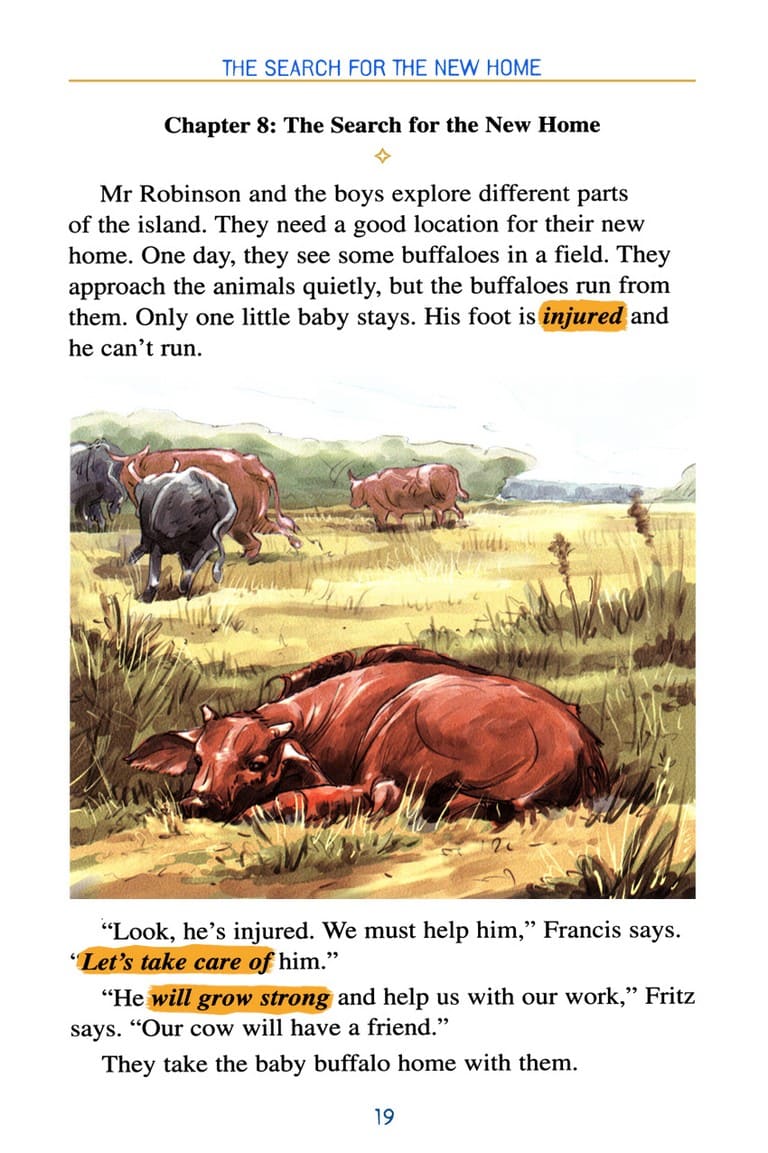 THE SEARCH FOR THE NEW HOME
Chapter 8: The Search for the New Home
Mr Robinson and the boys explore different parts
of the island. They need a good location for their new
home. One day, they see some buffaloes in a field. They
approach the animals quietly, but the buffaloes run from
them. Only one little baby stays. His foot is injured and
he can’t run.
“Look, he’s injured. We must help him,” Francis says.
‘Let’s take care of him.”
“He will grow strong and help us with our work,” Fritz
says. “Our cow will have a friend.”
They take the baby buffalo home with them.
19